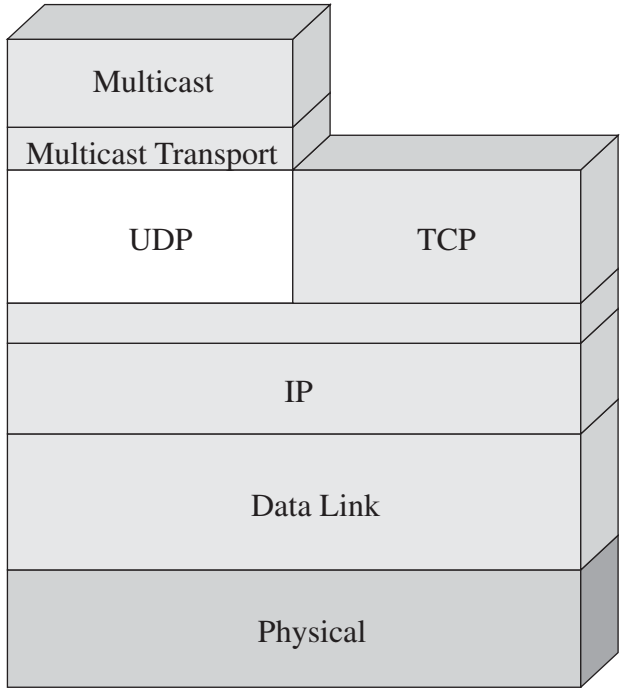 Multicast
Multicast Transport
UDP
TCP
IP
Data Link
Physical